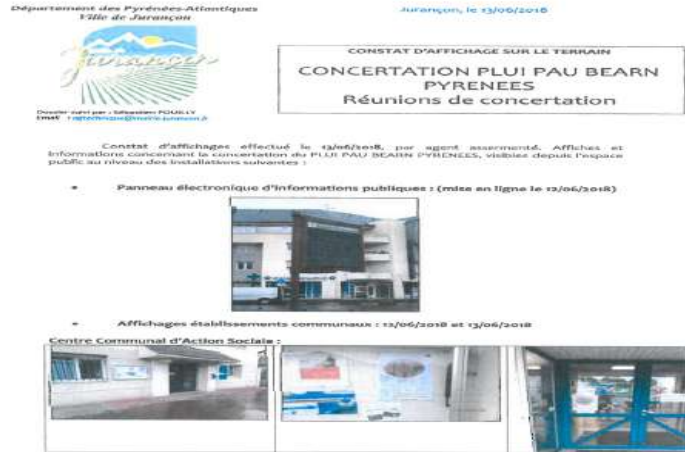 Département des Pyrénées-Atlantiques
Ville de Jurançon
Jurançon, le 13/06/2018
Jurançon
CONSTAT D'AFFICHAGE SUR LE TERRAIN
CONCERTATION PLUI PAU BEARN
PYRENEES
Réunions de concertation
Dossier suivi par : Sébastien POUILLY
Email :
Constat d'affichages effectué le 13/06/2018, par agent assermenté. Affiches et
informations concernant la concertation du PLUI PAU BEARN PYRENEES, visibles depuis l'espace
public au niveau des installations suivantes :
• Panneau électronique d'informations publiques : (mise en ligne le 12/06/2018)
• Affichages établissements communaux : 12/06/2018 et 13/06/2018
Centre Communal d'Action Sociale :